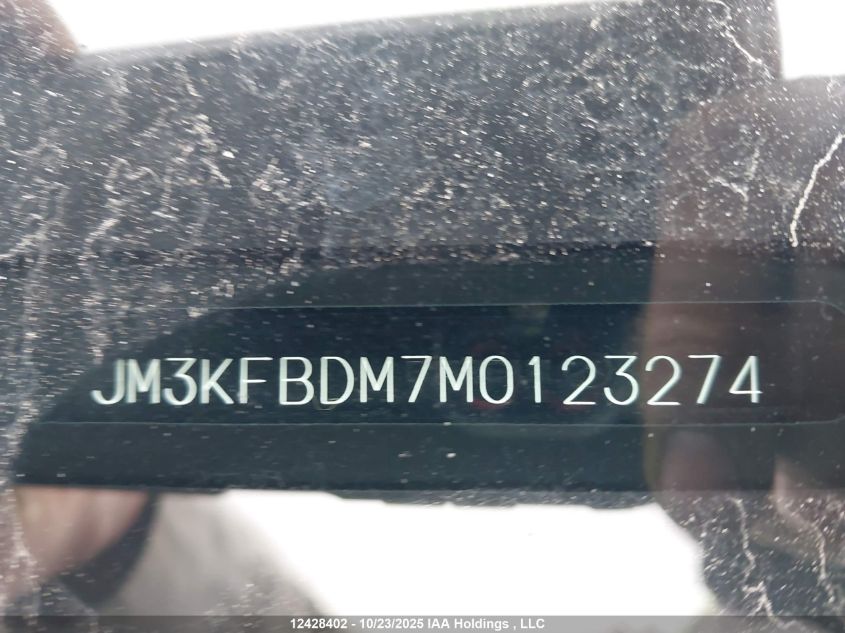 JM3KFBDM7M0123274
12428402 - 10/23/2025 IAA Holdings , LLC